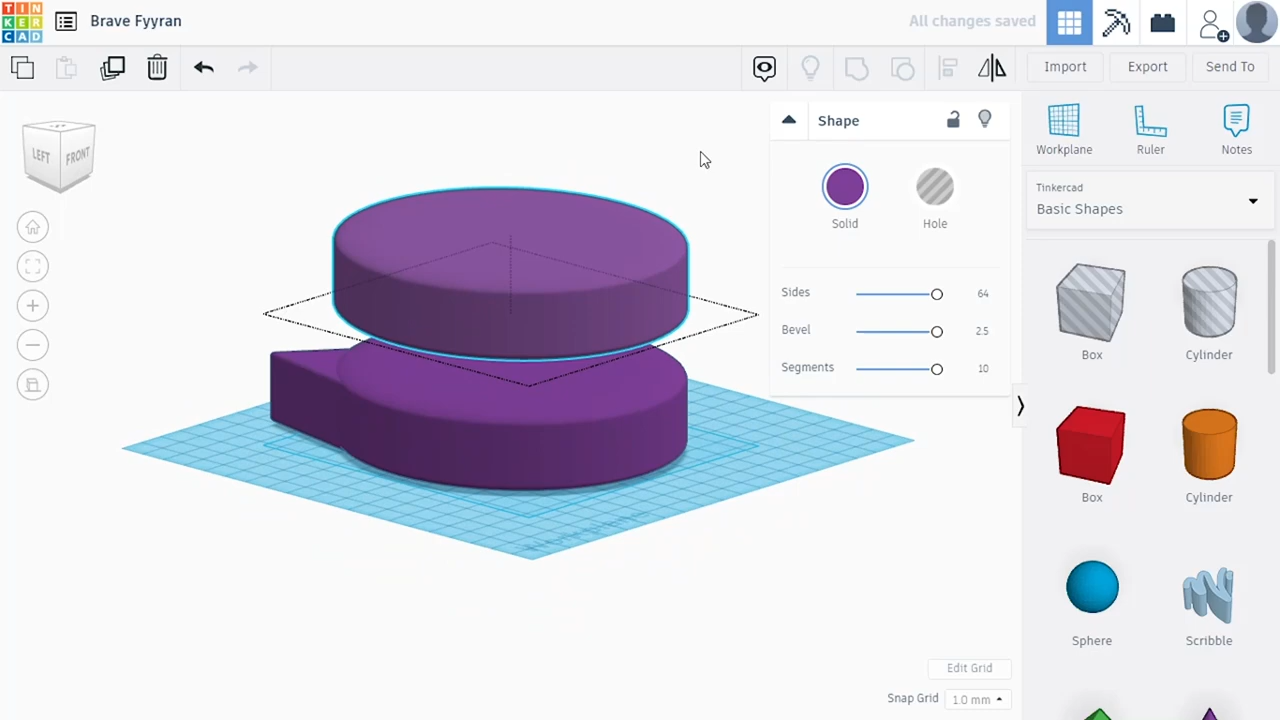 TIN
KER
CAD
Brave Fyyran
All changes saved
Import
Export
Send To
LEFT
FRONT
Shape
Solid
Hole
Sides
64
Bevel
2.5
Segments
10
Workplane
Ruler
Notes
Tinkercad
Basic Shapes
Box
Cylinder
Box
Cylinder
Sphere
Scribble
Edit Grid
Snap Grid
1.0 mm